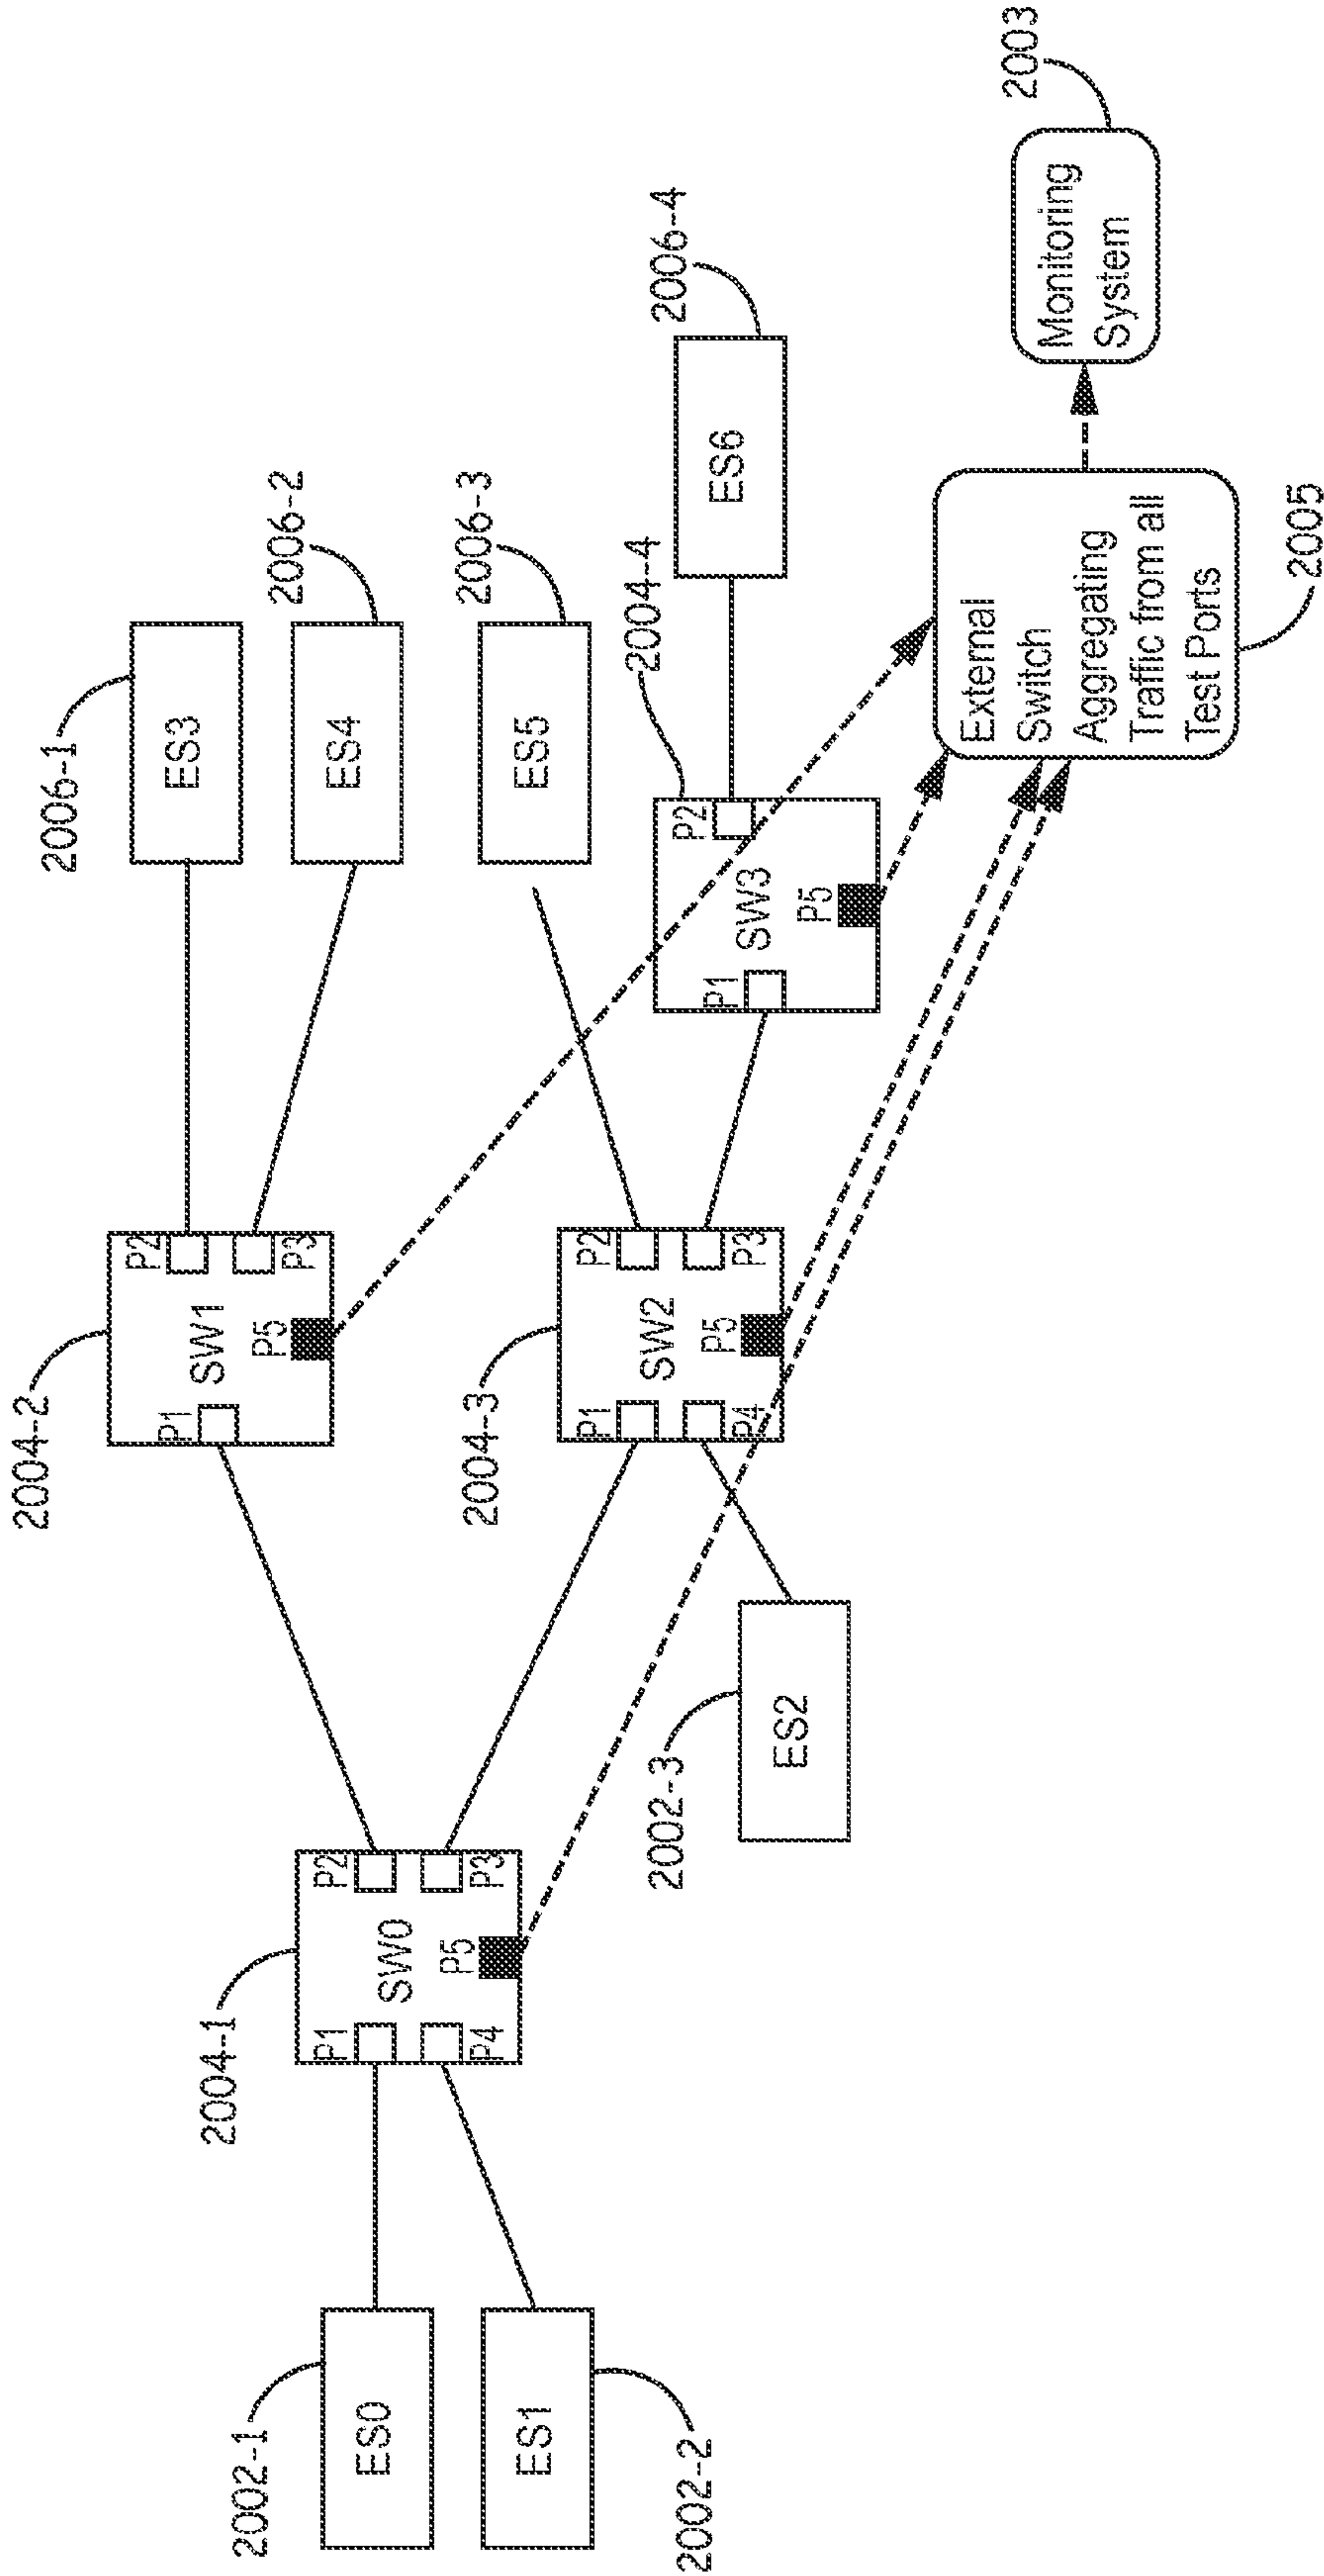 2002-1
ES0
ES1
2002-2
2004-1
P1
P2
SW0
P4
P5
P3
2002-3
ES2
2004-2
P1
P2
SW1
P5
P3
2004-3
P1
P2
SW2
P4
P5
P3
2006-1
ES3
ES4
2006-2
ES5
2006-3
2004-4
P1
P2
SW3
P5
ES6
2006-4
External
Switch
Aggregating
Traffic from all
Test Ports
2005
Monitoring
System
2003